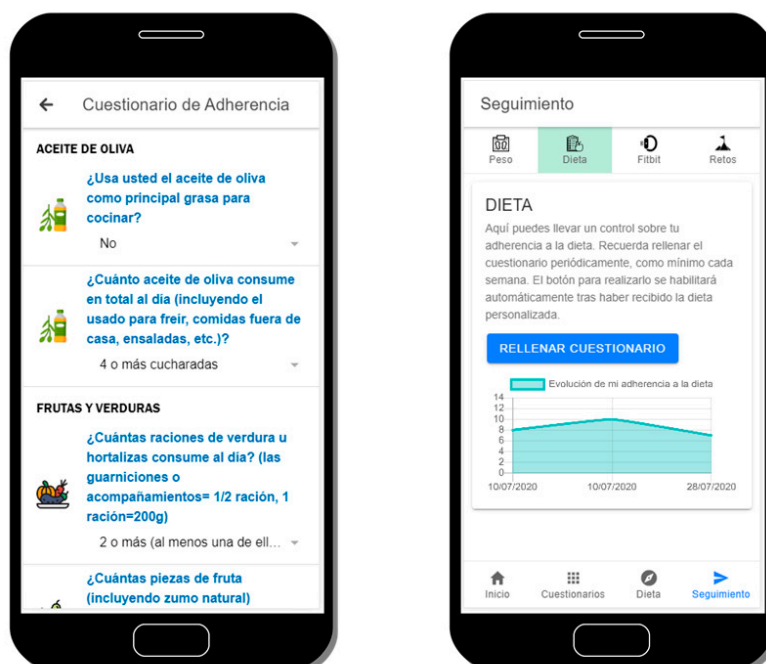 Cuestionario de Adherencia
ACEITE DE OLIVA
¿Usa usted el aceite de oliva
como principal grasa para
cocinar?
No
¿Cuánto aceite de oliva consume
en total al día (incluyendo el
usado para freír, comidas fuera de
casa, ensaladas, etc.)?
4 o más cucharadas
FRUTAS Y VERDURAS
¿Cuántas raciones de verdura u
hortalizas consume al día? (las
guarniciones o
acompañamientos= 1/2 ración, 1
ración=200g)
2 o más (al menos una de ell...
¿Cuántas piezas de fruta
(incluyendo zumo natural)
Seguimiento
Peso Dieta Fitbit Retos
DIETA
Aquí puedes llevar un control sobre tu
adherencia a la dieta. Recuerda rellenar el
cuestionario periódicamente, como mínimo cada
semana. El botón para realizarlo se habilitará
automáticamente tras haber recibido la dieta
personalizada.
RELLENAR CUESTIONARIO
Evolución de mi adherencia a la dieta
14
12
10
8
6
4
2
0
10/07/2020 10/07/2020 28/07/2020
Inicio Cuestionarios Dieta Seguimiento